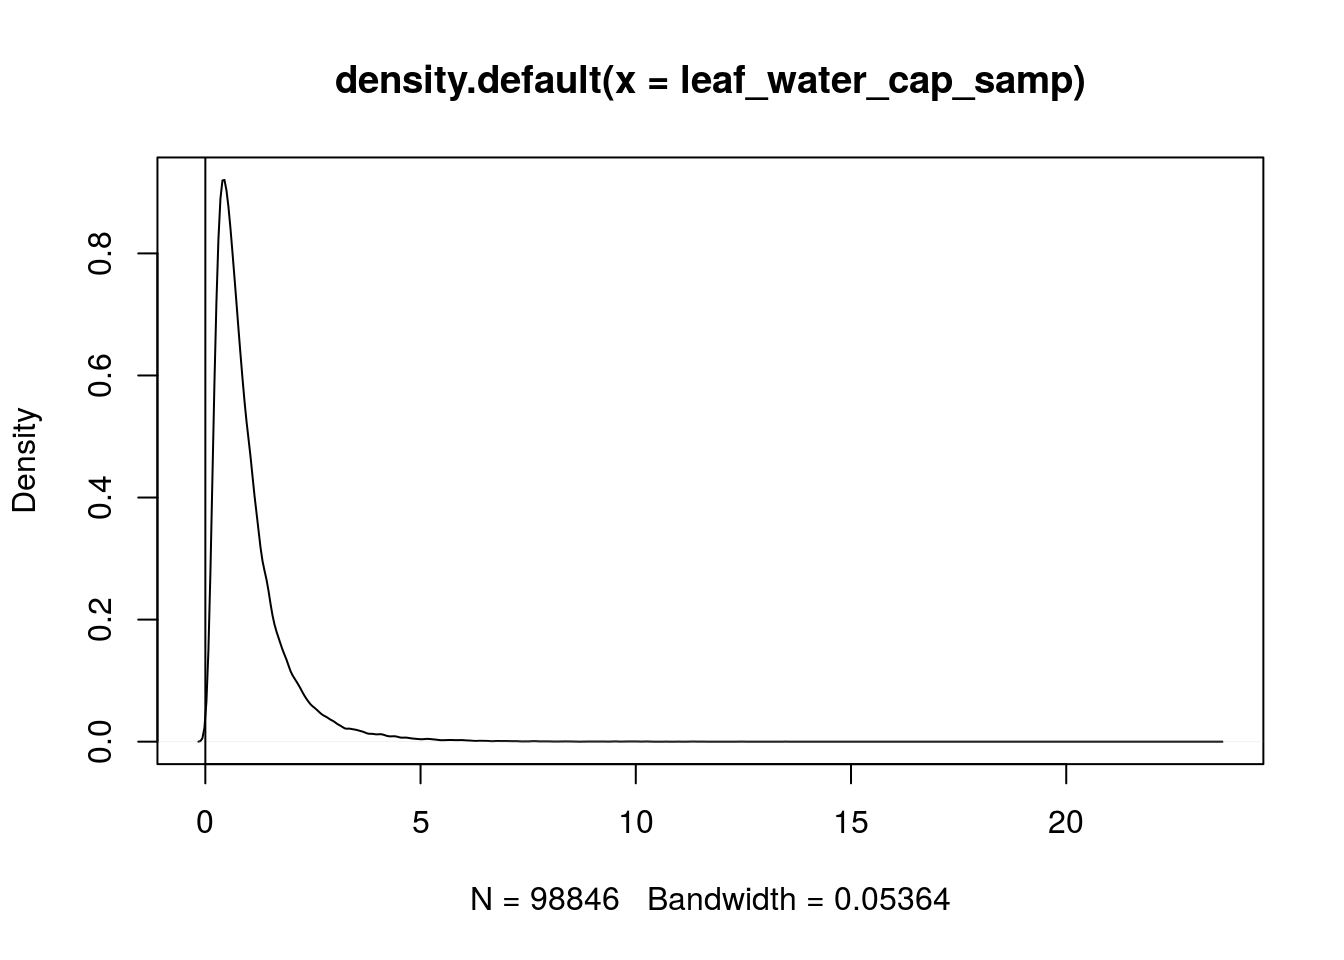 density.default(x = leaf_water_cap_samp)
Density
0.8
0.6
0.4
0.2
0.0
0 5 10 15 20
N = 98846 Bandwidth = 0.05364